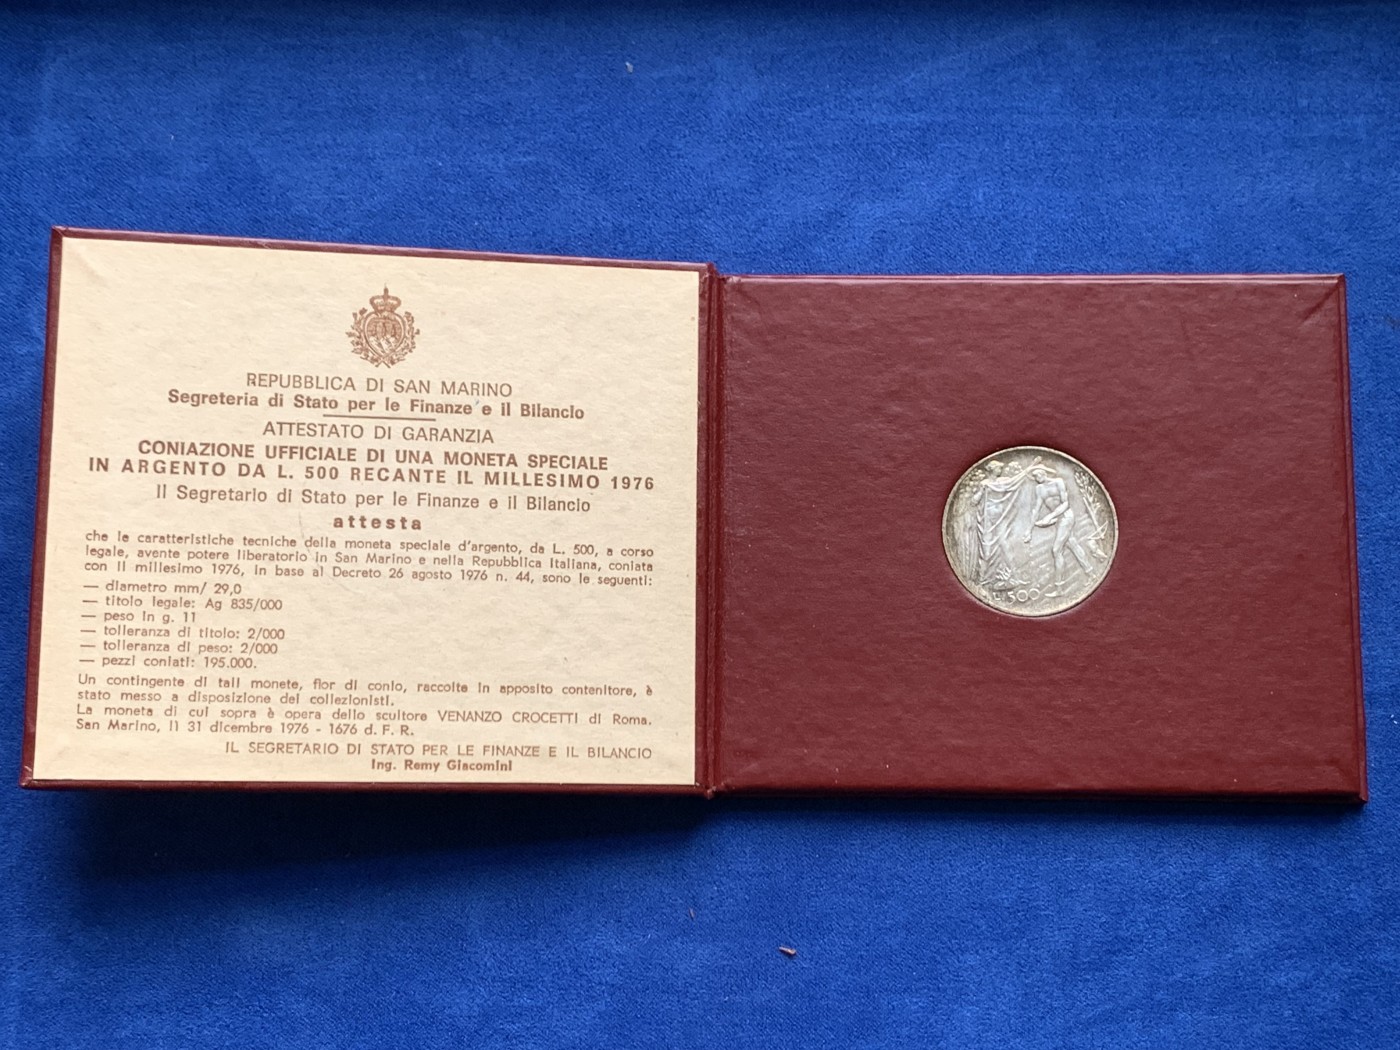 REPUBBLICA DI SAN MARINO
Segreteria di Stato per le Finanze e il Bilancio
ATTESTATO DI GARANZIA
CONIAZIONE UFFICIALE DI UNA MONETA SPECIALE
IN ARGENTO DA L. 500 RECANTE IL MILLESIMO 1976
Il Segretario di Stato per le Finanze e il Bilancio
attesta
che le caratteristiche tecniche della moneta speciale d'argento, da L. 500, a corso
legale, avente potere liberatorio in San Marino e nella Repubblica Italiana, coniata
con il millesimo 1976, in base al Decreto 26 agosto 1976 n. 44, sono le seguenti:
— diametro mm/ 29,0
— titolo legale: Ag 835/000
— peso in g. 11
— tolleranza di titolo: 2/000
— tolleranza di peso: 2/000
— pezzi coniati: 195.000.
Un contingente di tali monete, fior di conio, raccolte in apposito contenitore, è
stato messo a disposizione dei collezionisti.
La moneta di cui sopra è opera dello scultore VENANZO CROCETTI di Roma.
San Marino, li 31 dicembre 1976 - 1676 d. F. R.
IL SEGRETARIO DI STATO PER LE FINANZE E IL BILANCIO
Ing. Remy Giacomini
L. 500